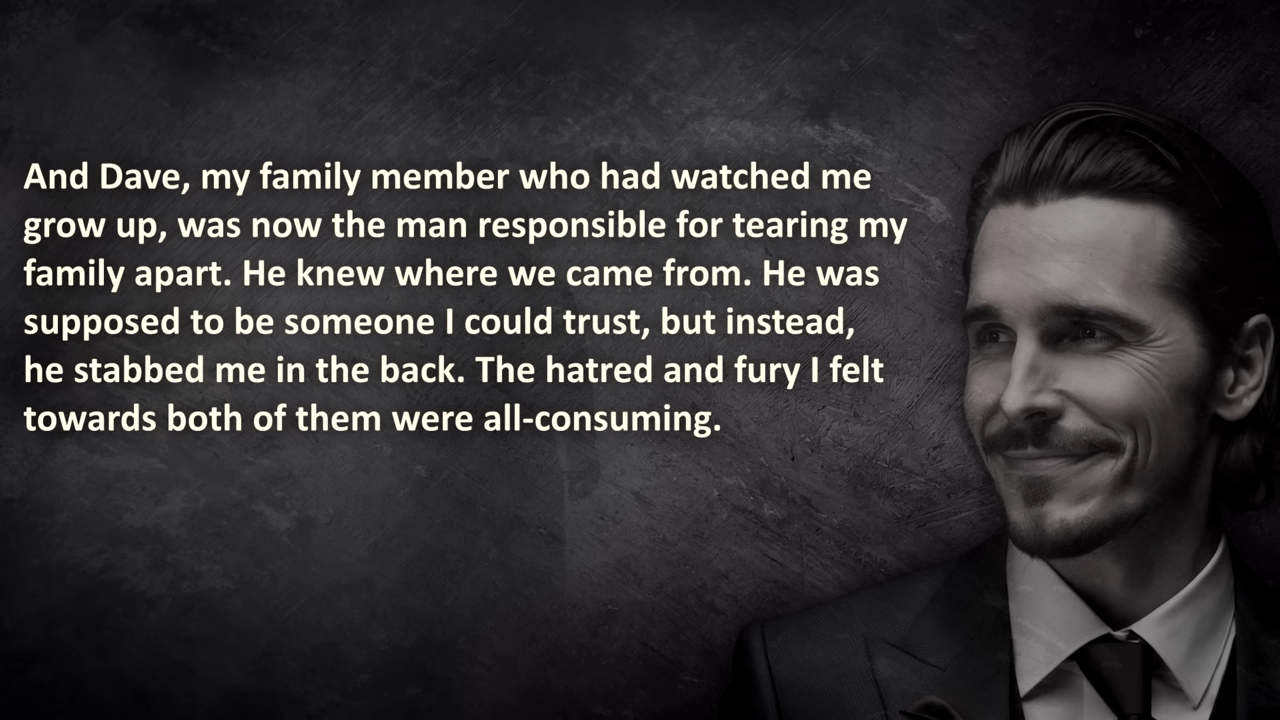 And Dave, my family member who had watched me
grow up, was now the man responsible for tearing my
family apart. He knew where we came from. He was
supposed to be someone I could trust, but instead,
he stabbed me in the back. The hatred and fury I felt
towards both of them were all-consuming.